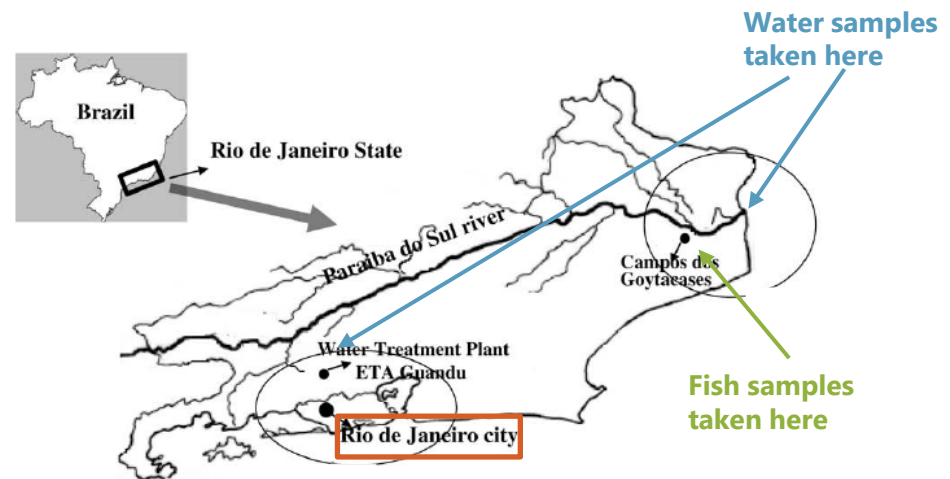 Water samples
taken here
Brazil
Rio de Janeiro State
Paraiba do Sul river
Campos dos
Goytacases
Water Treatment Plant
ETA Guandu
Fish samples
taken here
Rio de Janeiro city